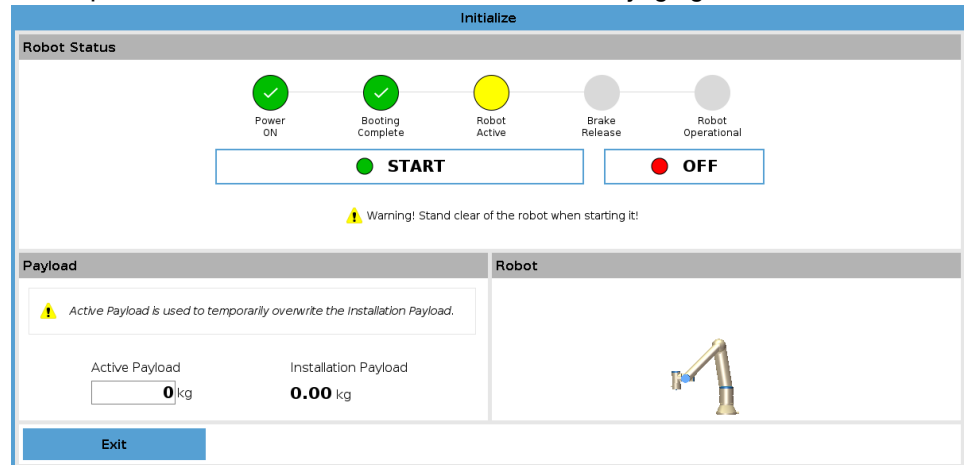 Initialize
Robot Status
Power
ON
Booting
Complete
Robot
Active
Brake
Release
Robot
Operational
START
OFF
Warning! Stand clear of the robot when starting it!
Payload
Robot
Active Payload is used to temporarily overwrite the Installation Payload.
Active Payload
Installation Payload
0 kg
0.00 kg
Exit